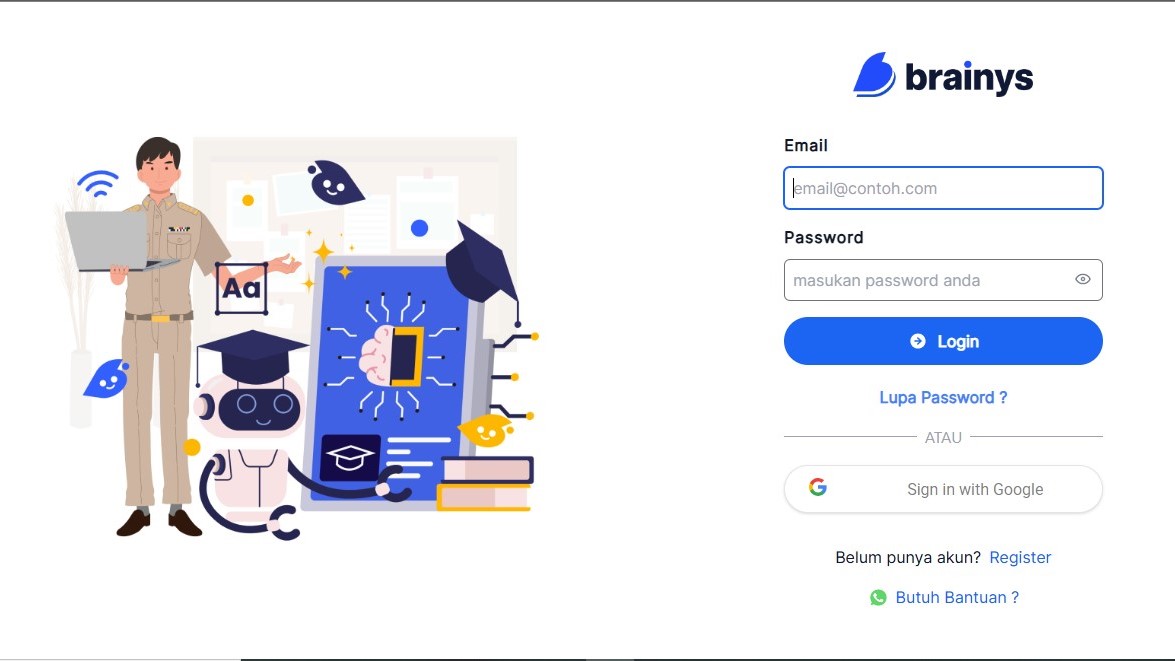 brainys
Email
email@contoh.com
Password
masukan password anda
Aa
Login
Lupa Password ?
ATAU
Sign in with Google
Belum punya akun? Register
Butuh Bantuan ?